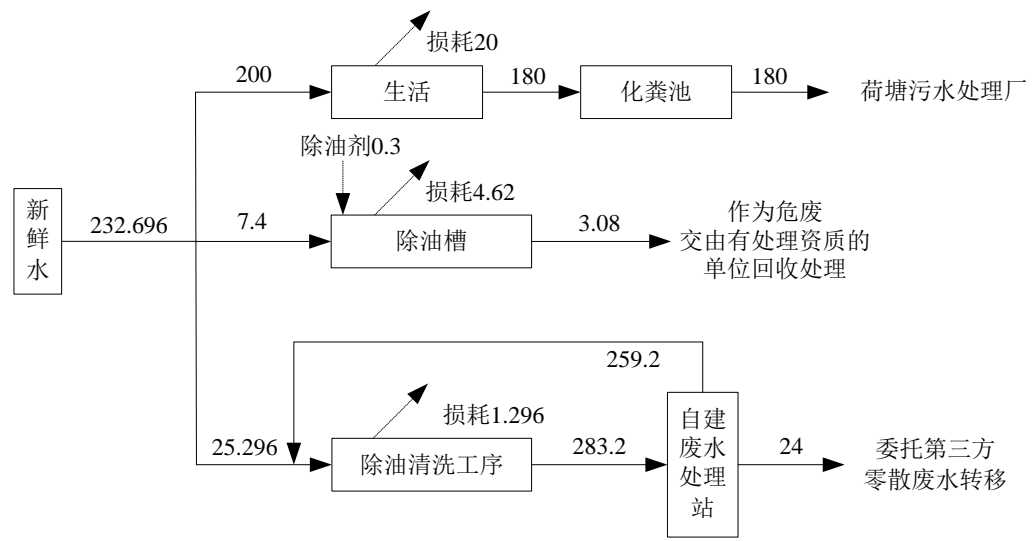 损耗20
200
生活
180
化粪池
180
荷塘污水处理厂
除油剂0.3
损耗4.62
新
鲜
水
232.696
7.4
除油槽
3.08
作为危废
交由有处理资质的
单位回收处理
259.2
损耗1.296
25.296
除油清洗工序
283.2
自建
废水
处理
站
24
委托第三方
零散废水转移